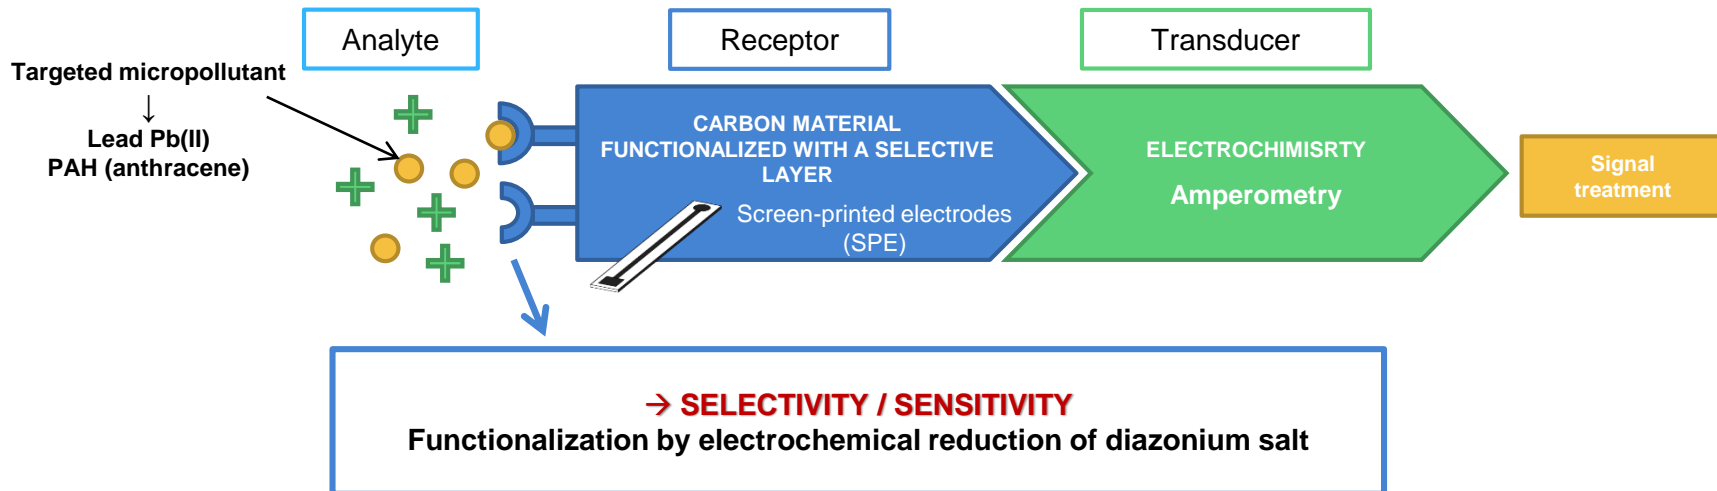 Analyte
Receptor
Transducer
Targeted micropollutant
↓
Lead Pb(II)
PAH (anthracene)
CARBON MATERIAL
FUNCTIONALIZED WITH A SELECTIVE
LAYER
Screen-printed electrodes
(SPE)
ELECTROCHIMISRTY
Amperometry
Signal
treatment
→ SELECTIVITY / SENSITIVITY
Functionalization by electrochemical reduction of diazonium salt